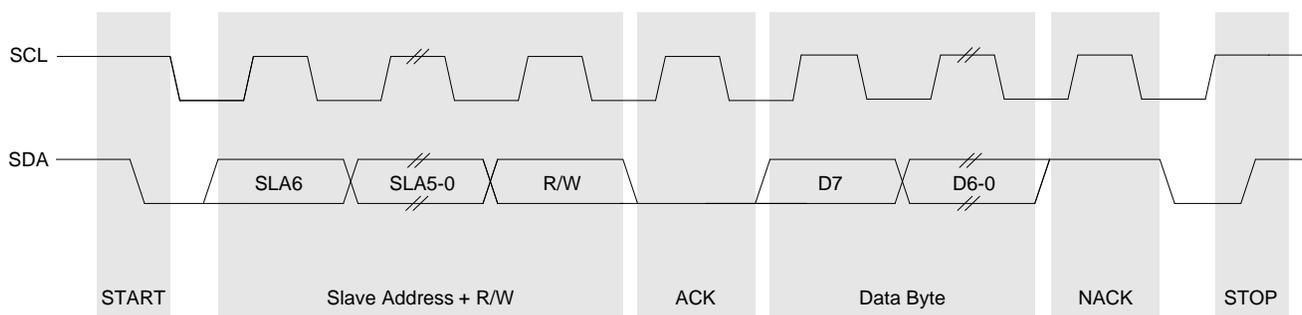 SCL
SDA
SLA6 SLA5-0 R/W D7 D6-0
START Slave Address + R/W ACK Data Byte NACK STOP